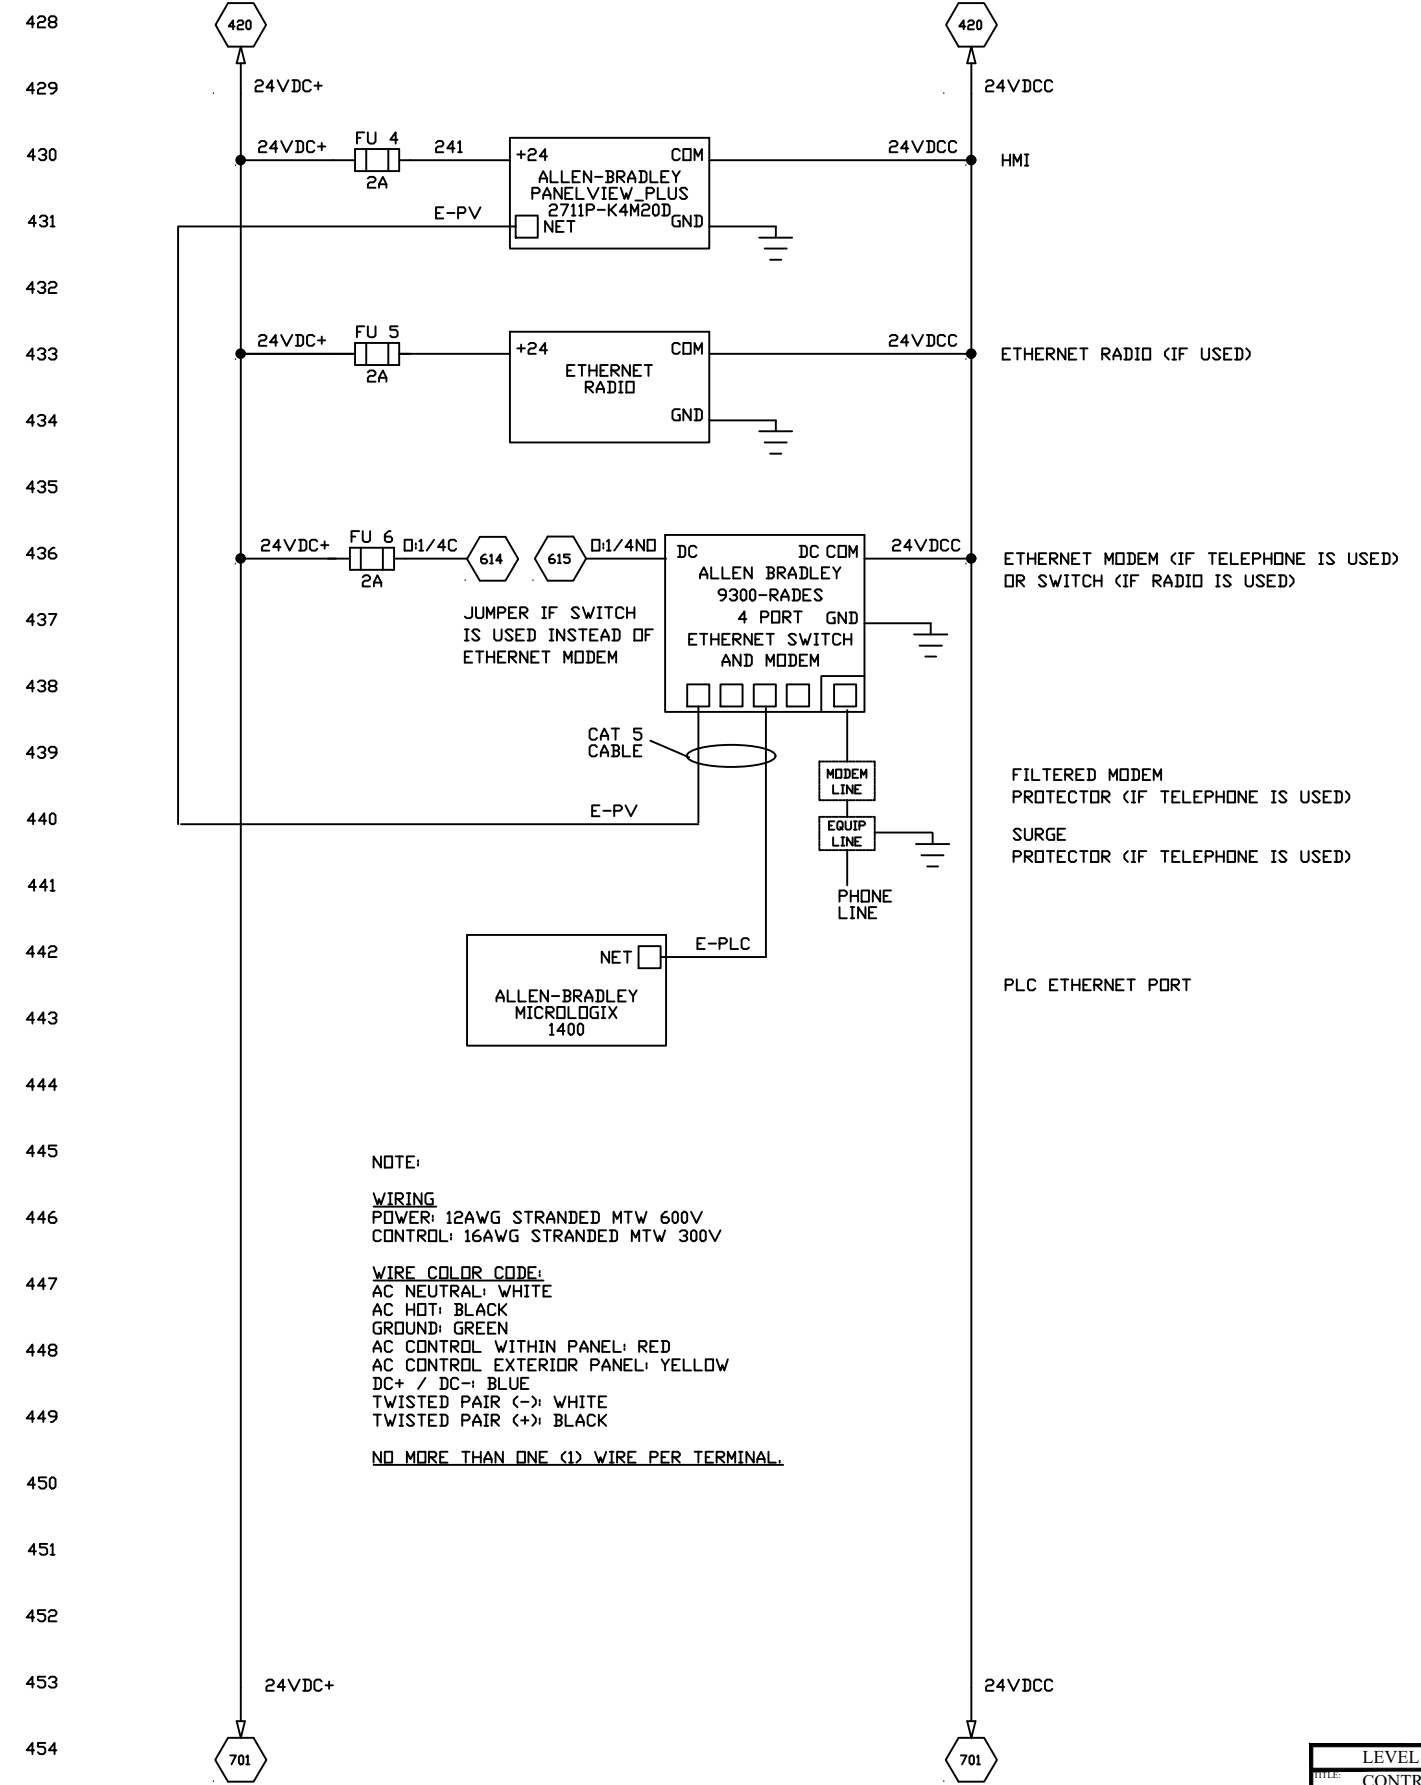 428
420
420
429
24VDC+
24VDCC
430
24VDC+
FU 4
2A
241
+24
COM
ALLEN-BRADLEY
PANELVIEW_PLUS
2711P-K4M20D
24VDCC
HMI
431
E-PV
NET
GND
432
433
24VDC+
FU 5
2A
+24
COM
ETHERNET
RADIO
24VDCC
ETHERNET RADIO (IF USED)
434
GND
435
436
24VDC+
FU 6
2A
O:1/4C
614
615
O:1/4NO
DC
DC COM
24VDCC
ETHERNET MODEM (IF TELEPHONE IS USED)
OR SWITCH (IF RADIO IS USED)
ALLEN BRADLEY
9300-RADES
4 PORT
GND
ETHERNET SWITCH
AND MODEM
437
JUMPER IF SWITCH
IS USED INSTEAD OF
ETHERNET MODEM
438
439
CAT 5
CABLE
MODEM
LINE
FILTERED MODEM
PROTECTOR (IF TELEPHONE IS USED)
440
E-PV
EQUIP
LINE
SURGE
PROTECTOR (IF TELEPHONE IS USED)
441
PHONE
LINE
442
NET
E-PLC
PLC ETHERNET PORT
443
ALLEN-BRADLEY
MICROLOGIX
1400
444
445
NOTE:
446
WIRING
POWER: 12AWG STRANDED MTW 600V
CONTROL: 16AWG STRANDED MTW 300V
447
WIRE COLOR CODE:
AC NEUTRAL: WHITE
AC HOT: BLACK
GROUND: GREEN
448
AC CONTROL WITHIN PANEL: RED
AC CONTROL EXTERIOR PANEL: YELLOW
DC+ / DC-: BLUE
TWISTED PAIR (-): WHITE
449
TWISTED PAIR (+): BLACK
NO MORE THAN ONE (1) WIRE PER TERMINAL.
450
451
452
453
24VDC+
24VDCC
454
701
701
LEVEL
TITLE:
CONTR